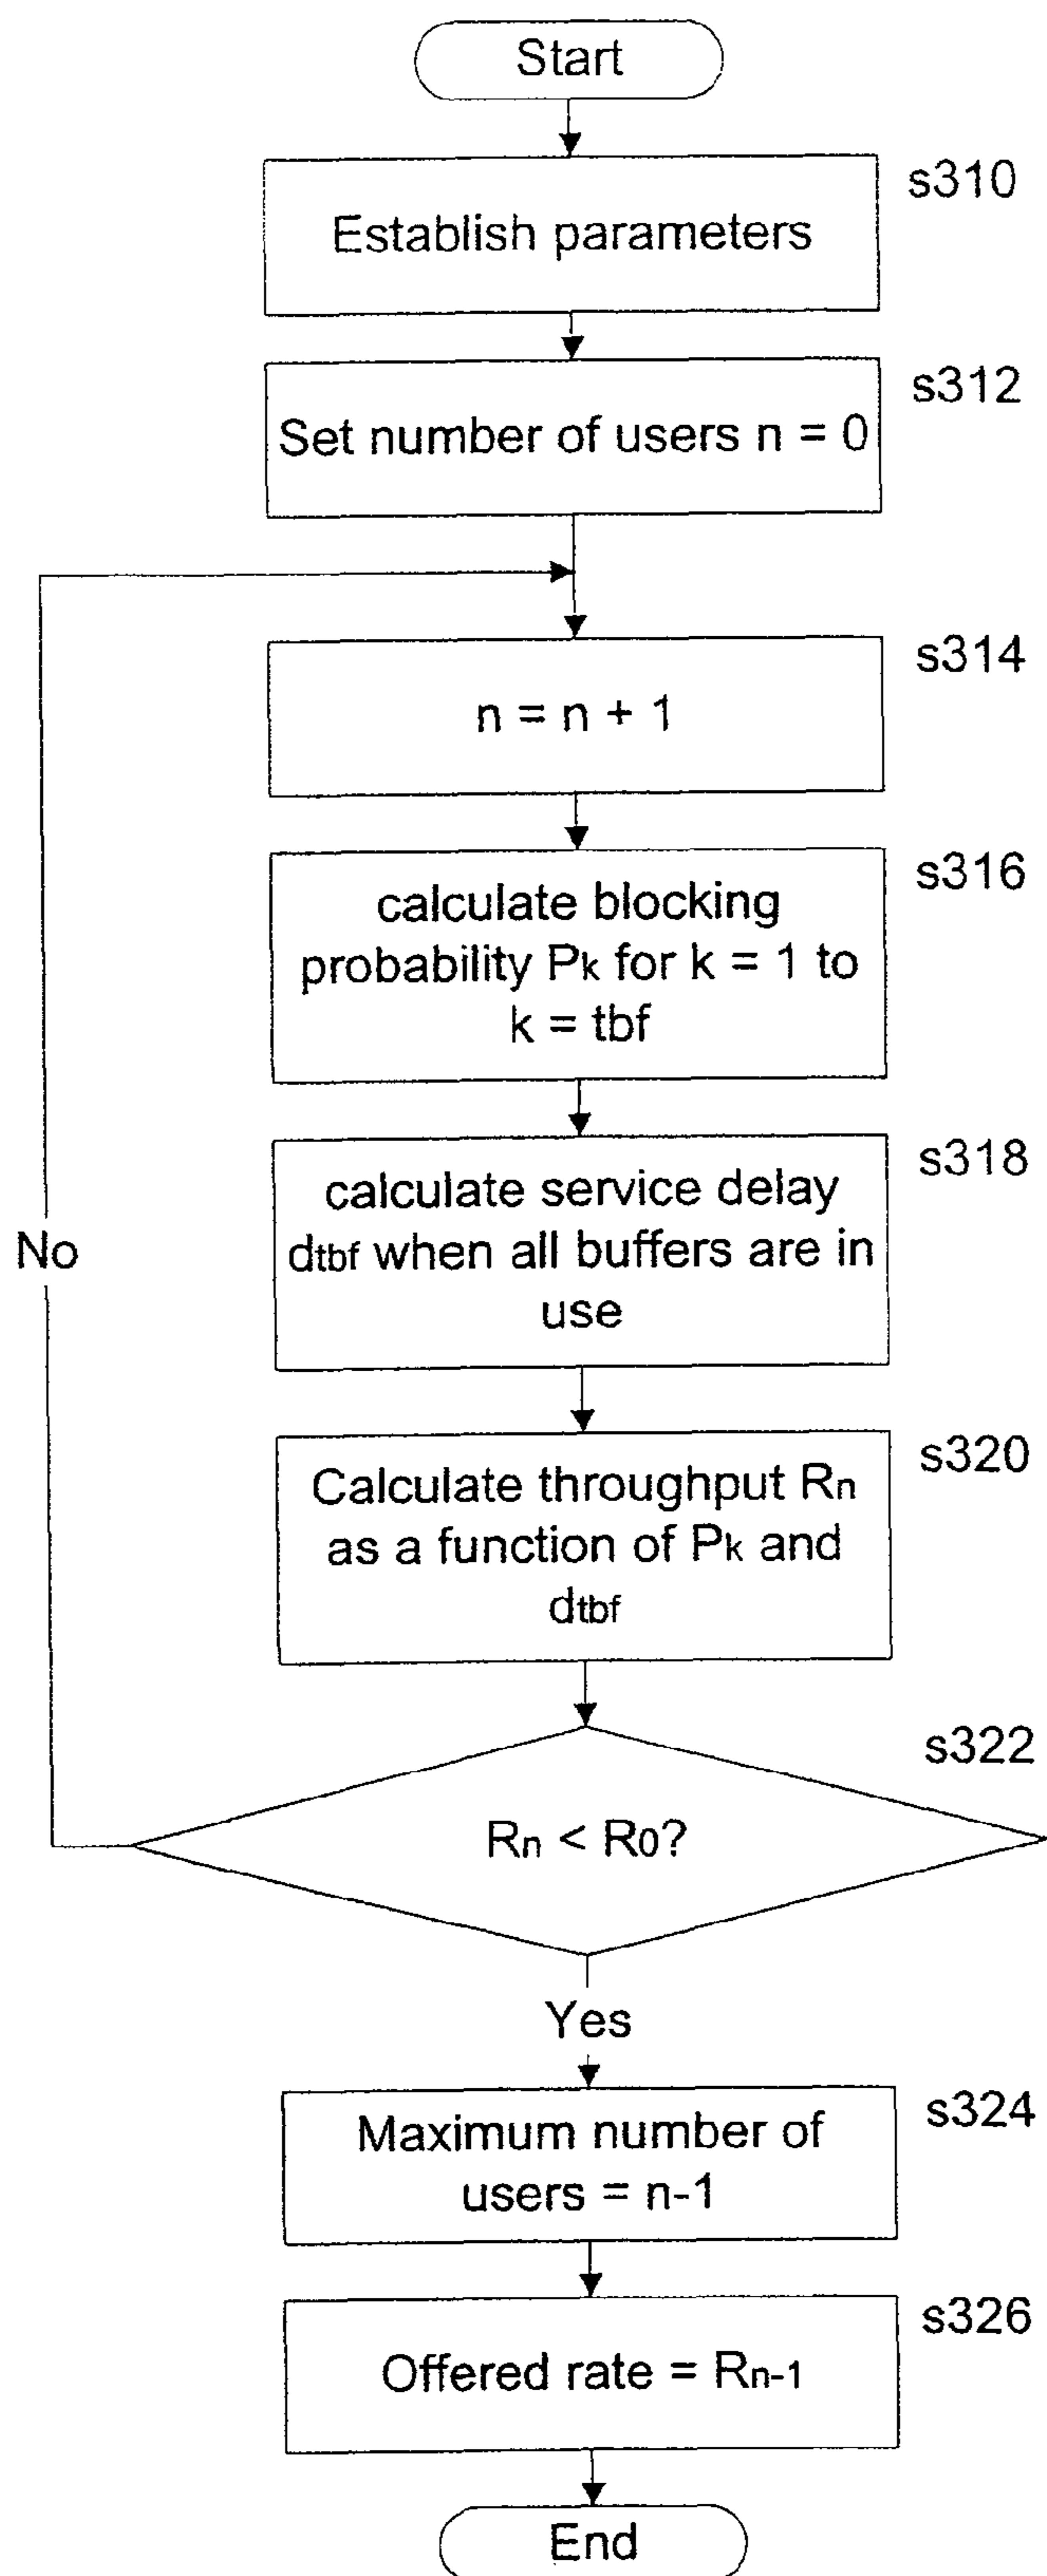 Start
s310
Establish parameters
s312
Set number of users n = 0
s314
n = n + 1
s316
calculate blocking
probability Pk for k = 1 to
k = tbf
s318
calculate service delay
dtbf when all buffers are in
use
No
s320
Calculate throughput Rn
as a function of Pk and
dtbf
s322
Rn < R0?
Yes
s324
Maximum number of
users = n-1
s326
Offered rate = Rn-1
End